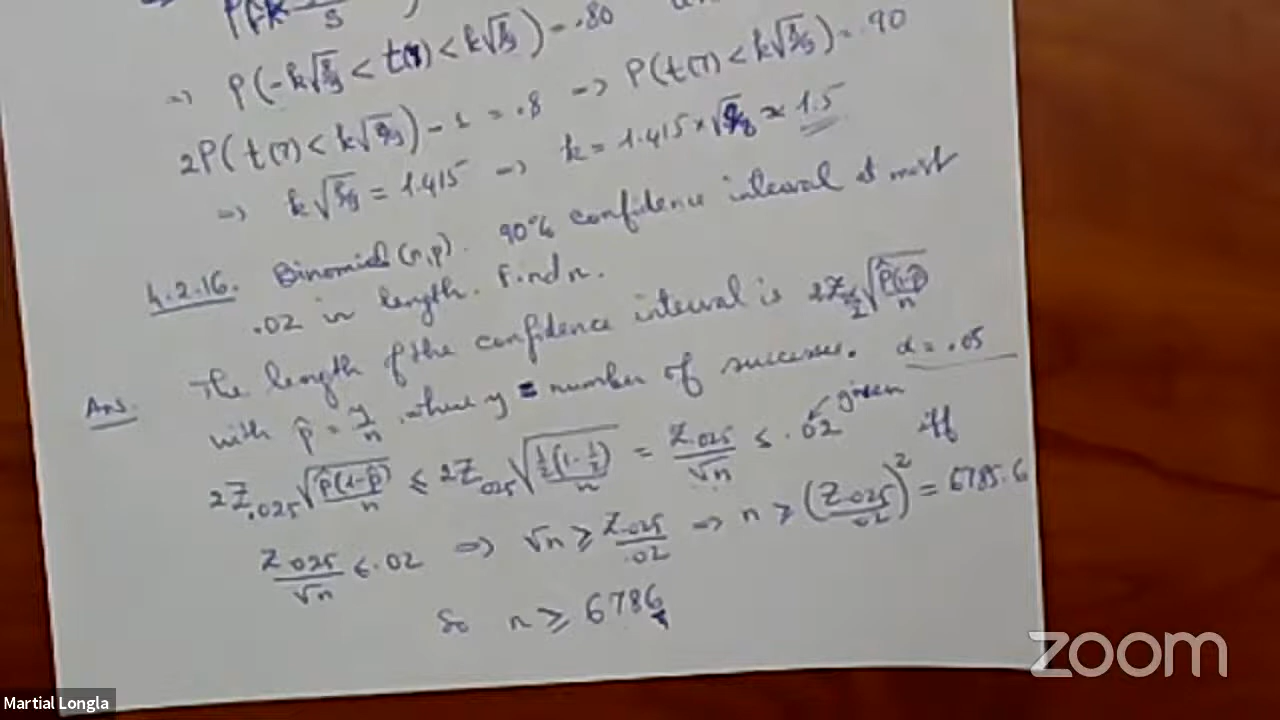 => P(-k√8/9 < t(7) < k√8/9) = .80
2P(t(7) < k√8/9) - 1 = .8 => P(t(7) < k√8/9) = .90
=> k√8/9 = 1.415 => k = 1.415 × √9/8 ≈ 1.5
4.2.16. Binomial (n,p). 90% confidence interval at most
.02 in length. Find n.
Ans. The length of the confidence interval is 2Z α/2 √p̂(1-p̂)/n
with p̂ = y/n, where y = number of successes. α = .05
2Z.025 √p̂(1-p̂)/n ≤ 2Z.025 √½(1-½)/n = Z.025/√n ≤ .02 given iff
Z.025/√n ≤ .02 => √n ≥ Z.025/.02 => n ≥ (Z.025/.02)² = 6785.6
So n ≥ 6786
zoom
Martial Longla